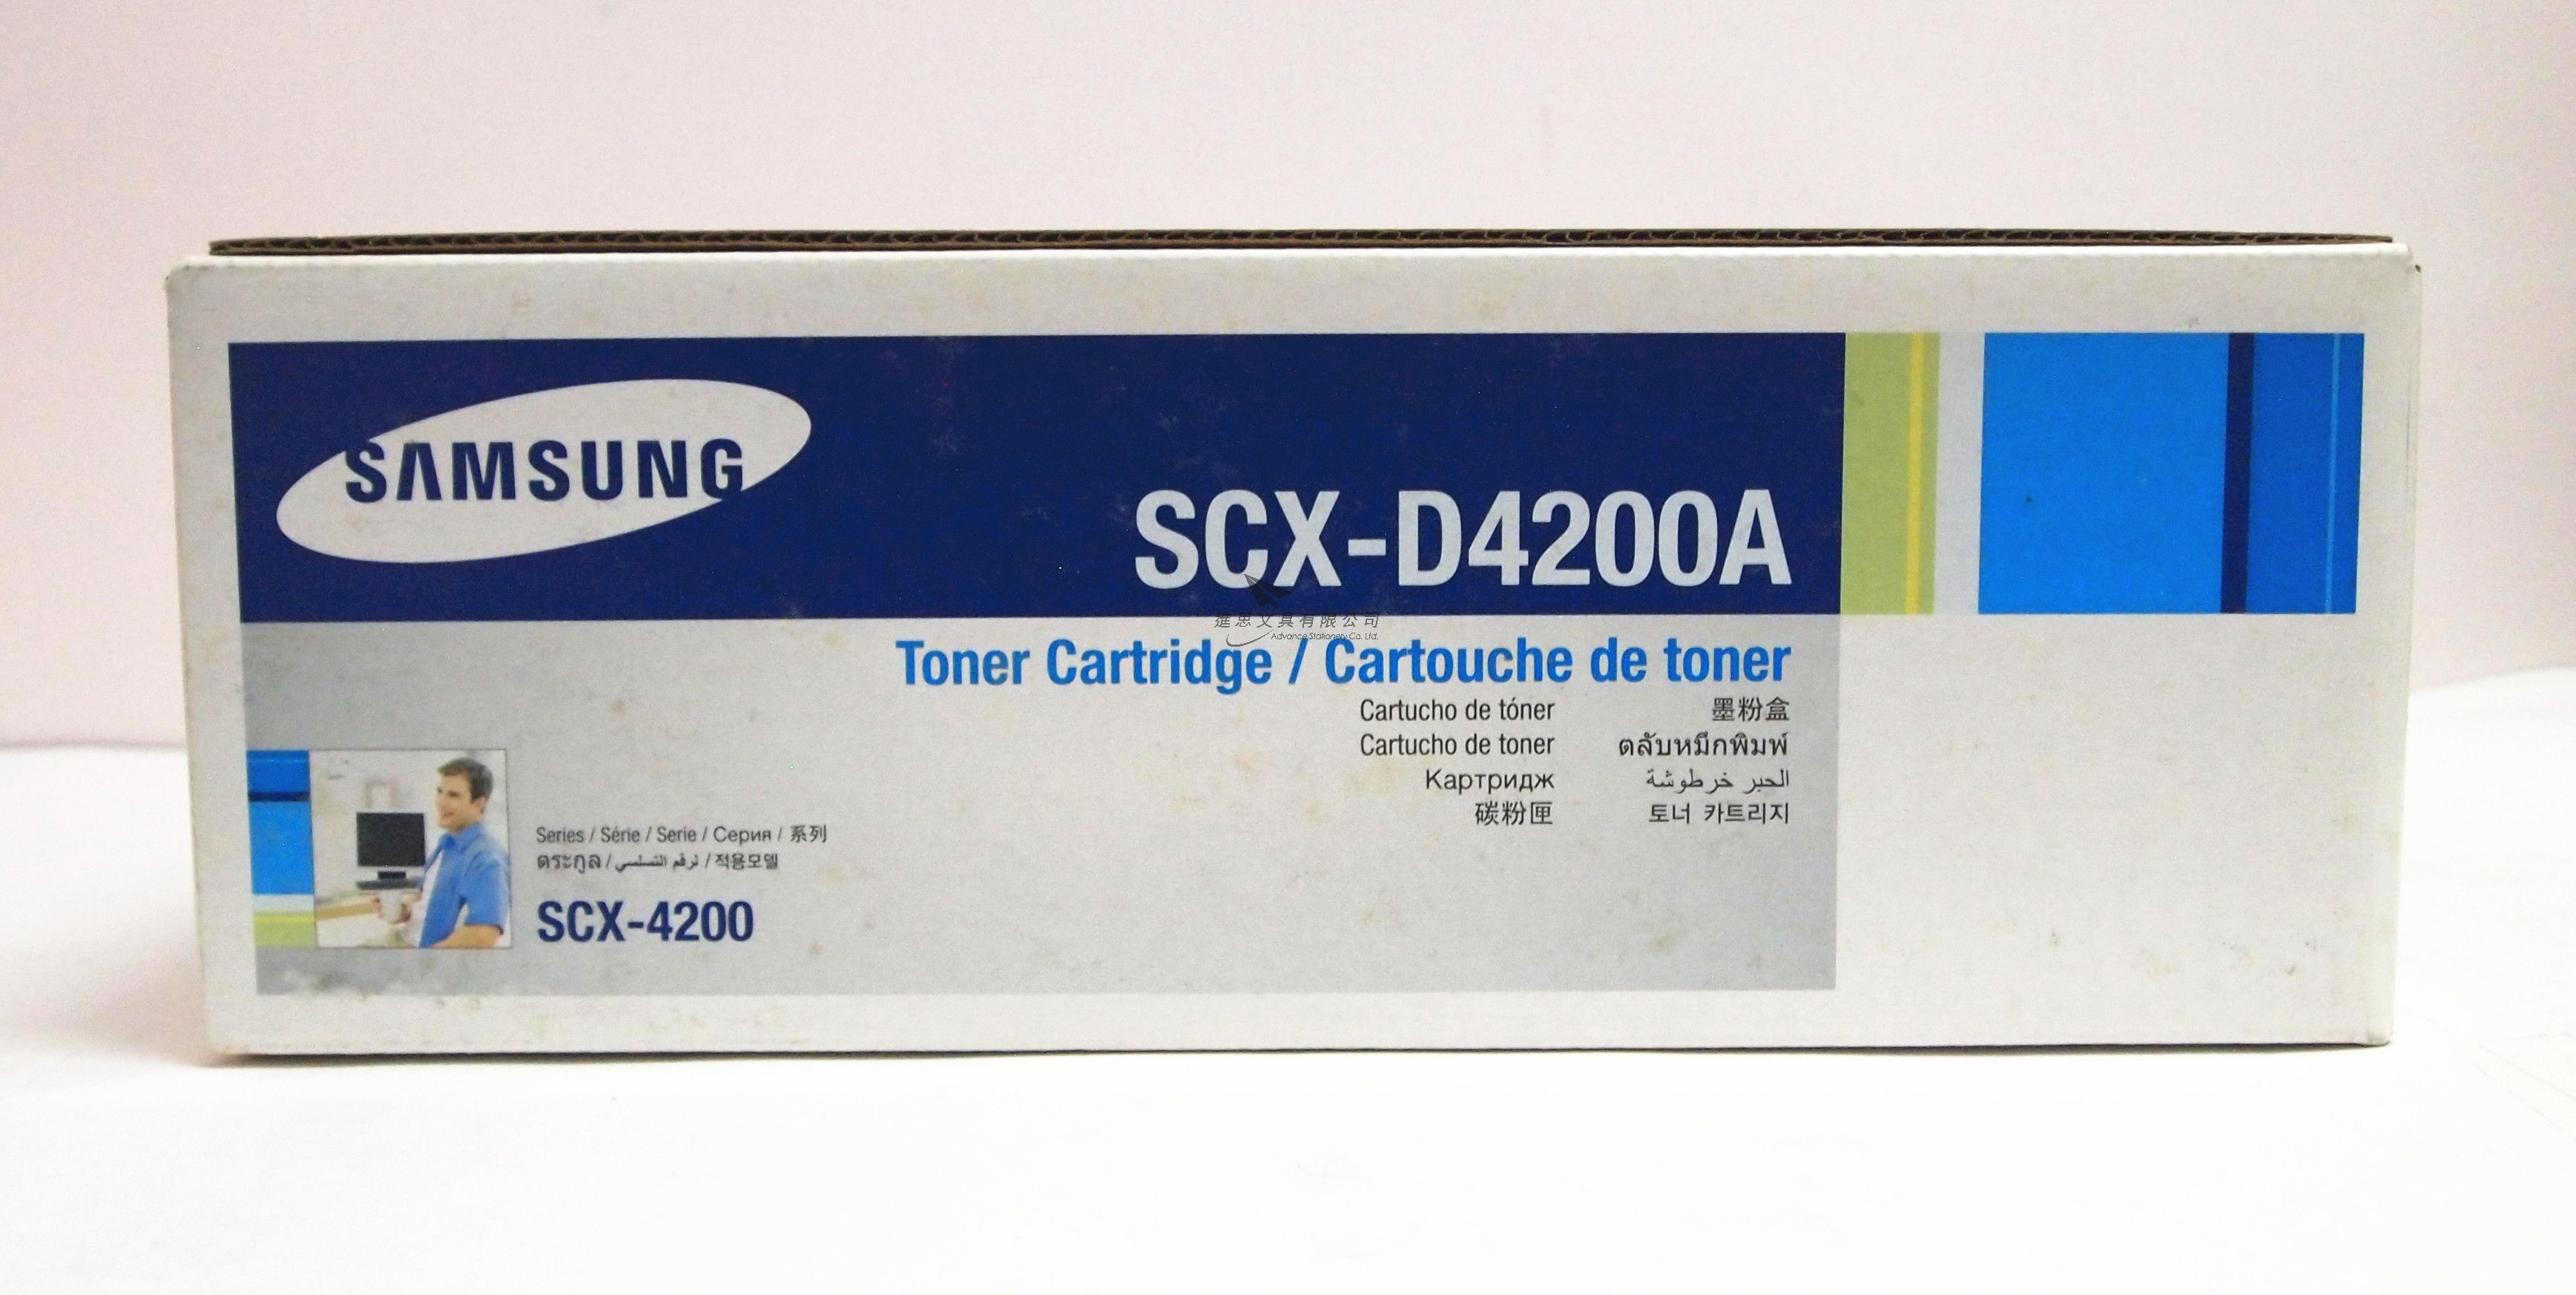 SAMSUNG
SCX-D4200A
進思文具有限公司
Advance Stationery Co. Ltd.
Toner Cartridge / Cartouche de toner
Cartucho de tóner
墨粉盒
Cartucho de toner
ตลับหมึกพิมพ์
Картридж
الحبر خرطوشة
碳粉匣
토너 카트리지
Series / Série / Serie / Серия / 系列
ตระกูล / لرقم التسلسي / 적용모델
SCX-4200